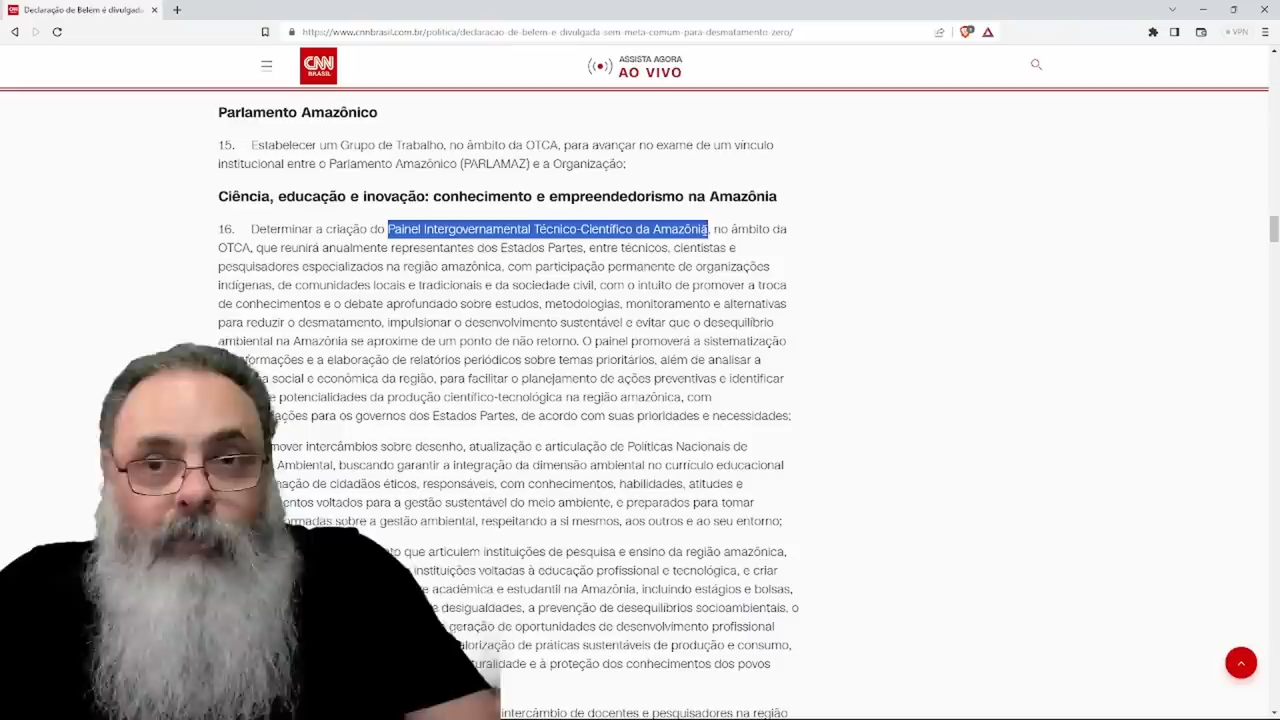 Declaração de Belém é divulgada
https://www.cnnbrasil.com.br/politica/declaracao-de-belem-e-divulgada-sem-meta-comum-para-desmatamento-zero/
VPN
CNN
BRASIL
ASSISTA AGORA
AO VIVO
Parlamento Amazônico
15. Estabelecer um Grupo de Trabalho, no âmbito da OTCA, para avançar no exame de um vínculo
institucional entre o Parlamento Amazônico (PARLAMAZ) e a Organização;
Ciência, educação e inovação: conhecimento e empreendedorismo na Amazônia
16. Determinar a criação do Painel Intergovernamental Técnico-Científico da Amazônia, no âmbito da
OTCA, que reunirá anualmente representantes dos Estados Partes, entre técnicos, cientistas e
pesquisadores especializados na região amazônica, com participação permanente de organizações
indígenas, de comunidades locais e tradicionais e da sociedade civil, com o intuito de promover a troca
de conhecimentos e o debate aprofundado sobre estudos, metodologias, monitoramento e alternativas
para reduzir o desmatamento, impulsionar o desenvolvimento sustentável e evitar que o desequilíbrio
ambiental na Amazônia se aproxime de um ponto de não retorno. O painel promoverá a sistematização
formações e a elaboração de relatórios periódicos sobre temas prioritários, além de analisar a
social e econômica da região, para facilitar o planejamento de ações preventivas e identificar
e potencialidades da produção científico-tecnológica na região amazônica, com
ações para os governos dos Estados Partes, de acordo com suas prioridades e necessidades;
mover intercâmbios sobre desenho, atualização e articulação de Políticas Nacionais de
Ambiental, buscando garantir a integração da dimensão ambiental no currículo educacional
mação de cidadãos éticos, responsáveis, com conhecimentos, habilidades, atitudes e
entos voltados para a gestão sustentável do meio ambiente, e preparados para tomar
ormadas sobre a gestão ambiental, respeitando a si mesmos, aos outros e ao seu entorno;
to que articulem instituições de pesquisa e ensino da região amazônica,
instituições voltadas à educação profissional e tecnológica, e criar
e acadêmica e estudantil na Amazônia, incluindo estágios e bolsas,
e desigualdades, a prevenção de desequilíbrios socioambientais, o
geração de oportunidades de desenvolvimento profissional
alorização de práticas sustentáveis de produção e consumo,
turalidade e à proteção dos conhecimentos dos povos
intercâmbio de docentes e pesquisadores na região